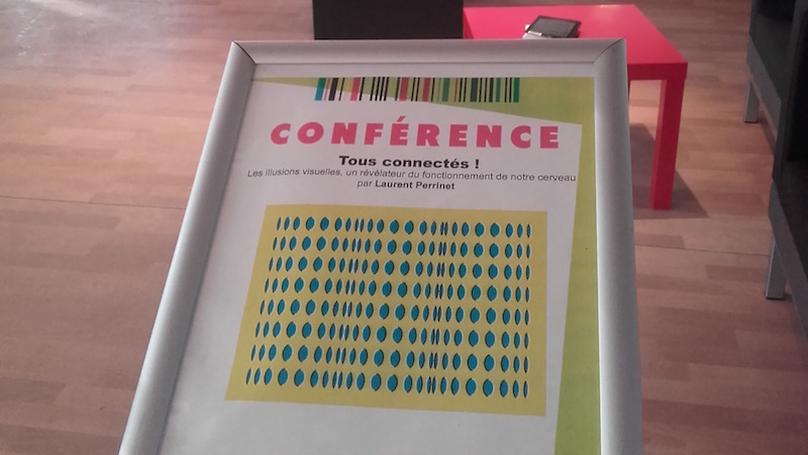 CONFÉRENCE
Tous connectés !
Les illusions visuelles, un révélateur du fonctionnement de notre cerveau
par Laurent Perrinet